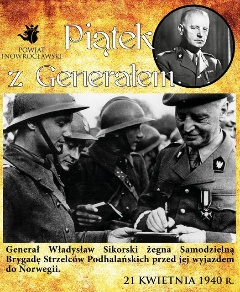 Piątek
POWIAT
INOWROCŁAWSKI
z Generałem.
Generał Władysław Sikorski żegna Samodzielną
Brygadę Strzelców Podhalańskich przed jej wyjazdem
do Norwegii.
21 KWIETNIA 1940 r.